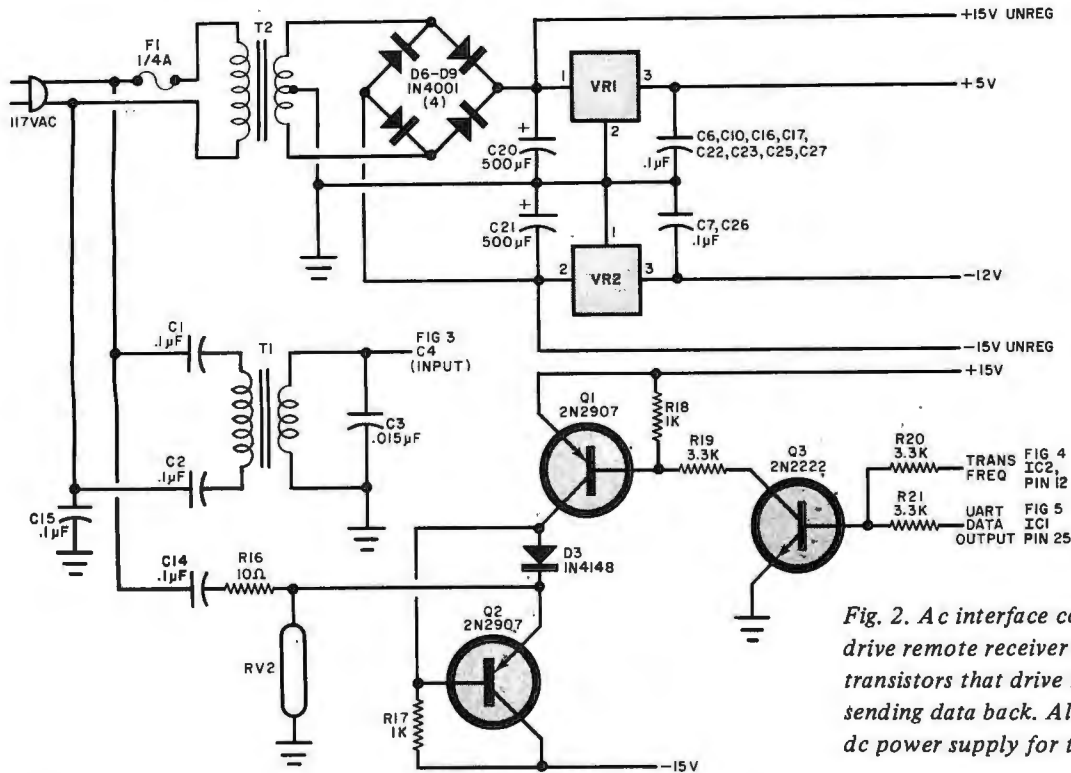 F1
1/4A
T2
117VAC
D6-D9
1N4001
(4)
+15V UNREG
1
VR1
3
+5V
2
C20
500μF
+
C6,C10,C16,C17,
C22,C23,C25,C27
.1μF
+
C21
500μF
1
C7,C26
.1μF
2
VR2
3
-12V
-15V UNREG
C1
.1μF
T1
FIG 3
C4
(INPUT)
C3
.015μF
C2
.1μF
C15
.1μF
C14
.1μF
R16
10Ω
RV2
+15V
Q1
2N2907
R18
1K
R19
3.3K
Q3
2N2222
R20
3.3K
TRANS
FREQ
FIG 4
IC2,
PIN 12
R21
3.3K
UART
DATA
OUTPUT
FIG 5
IC1
PIN 25
D3
1N4148
Q2
2N2907
R17
1K
-15V
Fig. 2. Ac interface co
drive remote receiver
transistors that drive
sending data back. Al
dc power supply for t